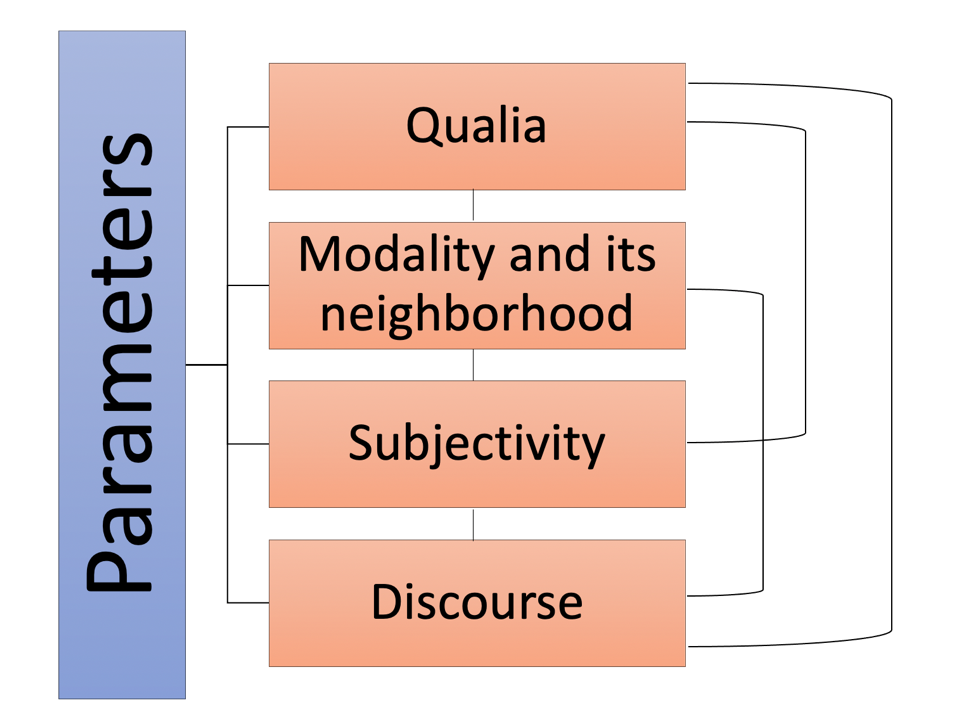 Parameters
Qualia
Modality and its
neighborhood
Subjectivity
Discourse